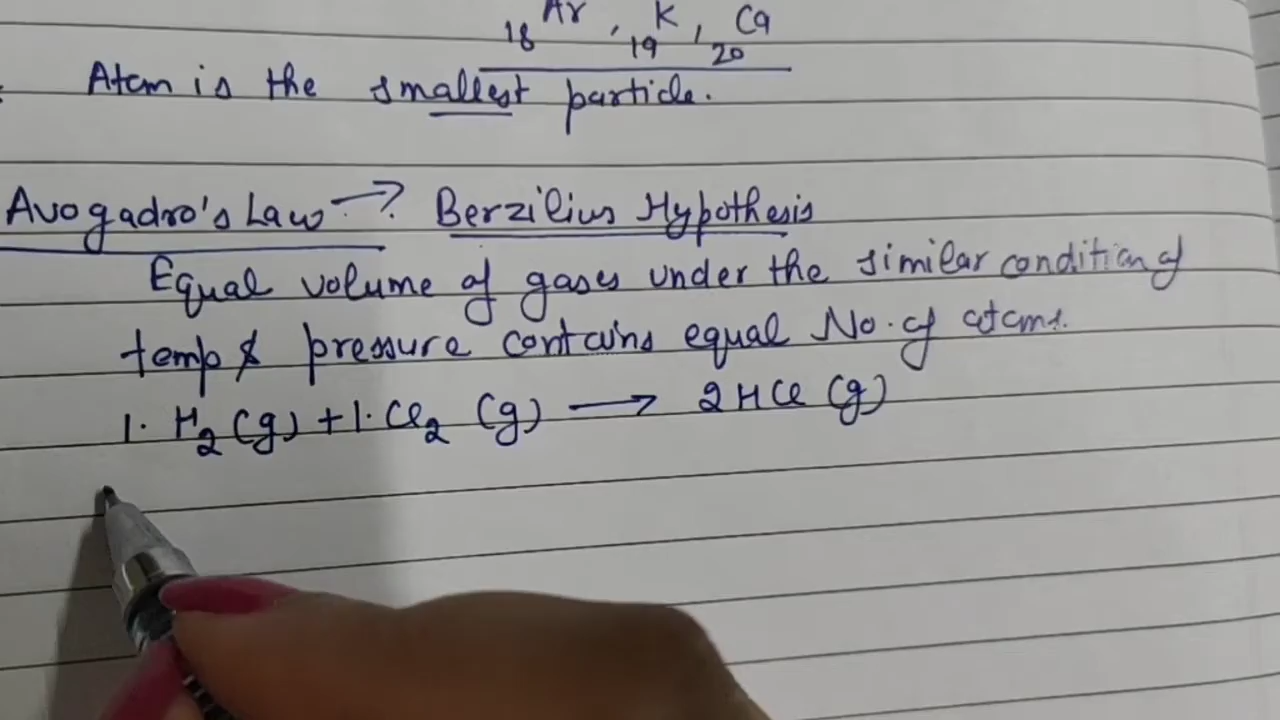 18Ar, 19K, 20Ca
Atom is the smallest particle.
Avogadro's Law → Berzilius Hypothesis
Equal volume of gases under the similar condition of
temp & pressure contains equal No. of atoms.
1. H2(g) + 1. Cl2 (g) → 2HCl (g)